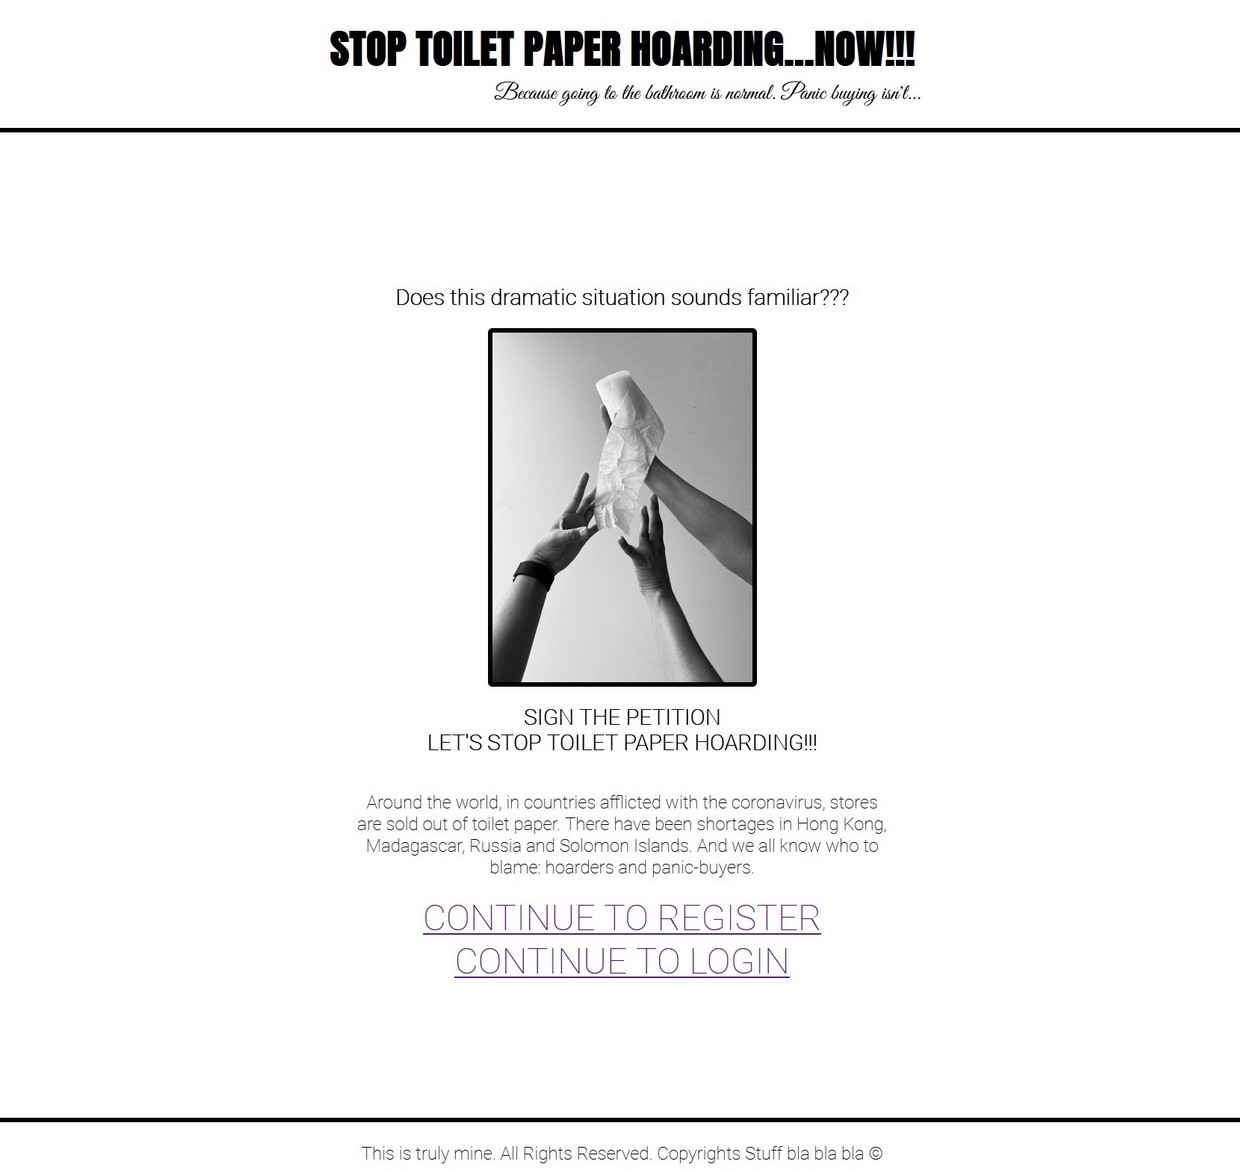 STOP TOILET PAPER HOARDING...NOW!!!
Because going to the bathroom is normal. Panic buying isn't...
Does this dramatic situation sounds familiar???
SIGN THE PETITION
LET'S STOP TOILET PAPER HOARDING!!!
Around the world, in countries afflicted with the coronavirus, stores
are sold out of toilet paper. There have been shortages in Hong Kong,
Madagascar, Russia and Solomon Islands. And we all know who to
blame: hoarders and panic-buyers.
CONTINUE TO REGISTER
CONTINUE TO LOGIN
This is truly mine. All Rights Reserved. Copyrights Stuff bla bla bla ©